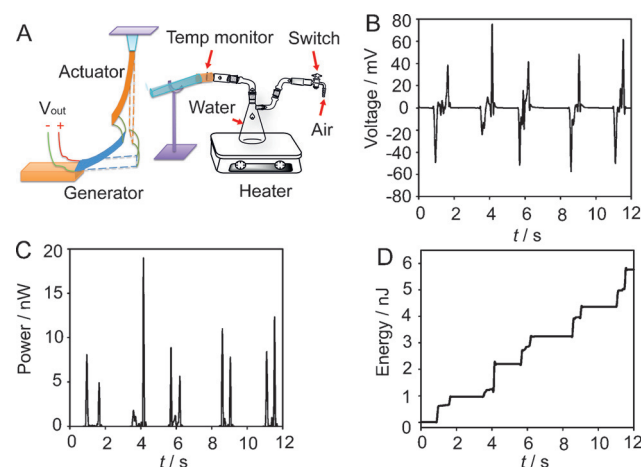 A
Temp monitor
Switch
Actuator
Vout
- +
Water
Air
Generator
Heater
B
Voltage / mV
80
60
40
20
0
-20
-40
-60
-80
0 2 4 6 8 10 12
t / s
C
Power / nW
20
15
10
5
0
0 2 4 6 8 10 12
t / s
D
Energy / nJ
6
5
4
3
2
1
0
0 2 4 6 8 10 12
t / s